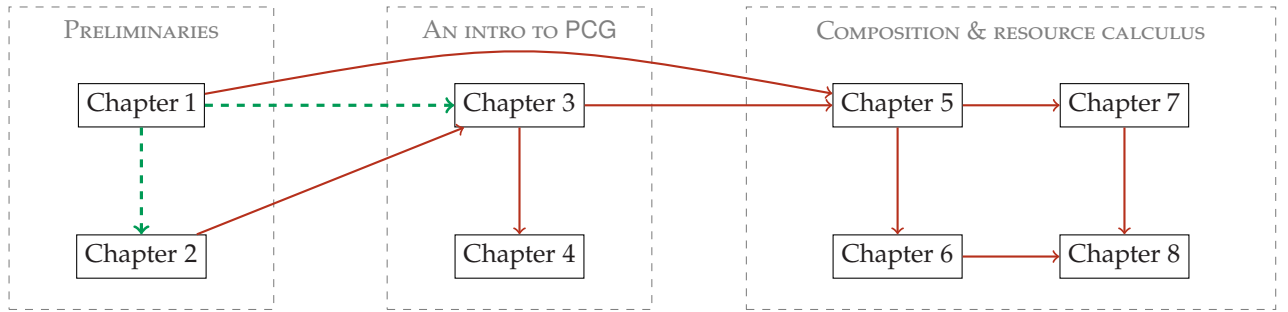 Preliminaries
An intro to PCG
Composition & resource calculus
Chapter 1
Chapter 3
Chapter 5
Chapter 7
Chapter 2
Chapter 4
Chapter 6
Chapter 8